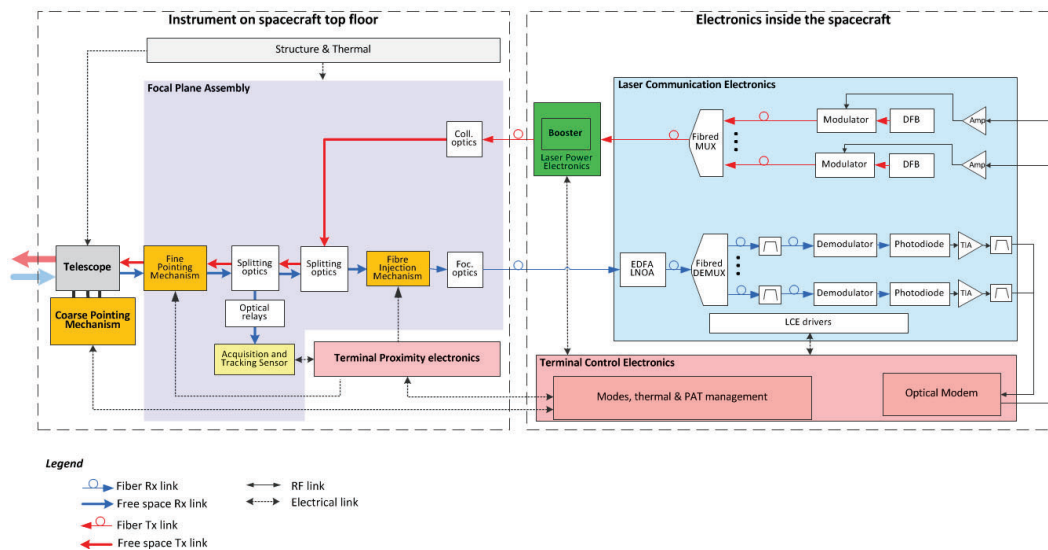 Instrument on spacecraft top floor
Electronics inside the spacecraft
Structure & Thermal
Focal Plane Assembly
Coll.
optics
Telescope
Coarse Pointing
Mechanism
Fine
Pointing
Mechanism
Splitting
optics
Splitting
optics
Fibre
Injection
Mechanism
Foc. optics
Optical
relays
Acquisition and
Tracking Sensor
Terminal Proximity electronics
Booster
Laser Power
Electronics
Laser Communication Electronics
Fibred
MUX
Modulator
DFB
Amp
Modulator
DFB
Amp
EDFA
LNOA
Fibred
DEMUX
Demodulator
Photodiode
TIA
Demodulator
Photodiode
TIA
LCE drivers
Terminal Control Electronics
Modes, thermal & PAT management
Optical Modem
Legend
Fiber Rx link
Free space Rx link
Fiber Tx link
Free space Tx link
RF link
Electrical link